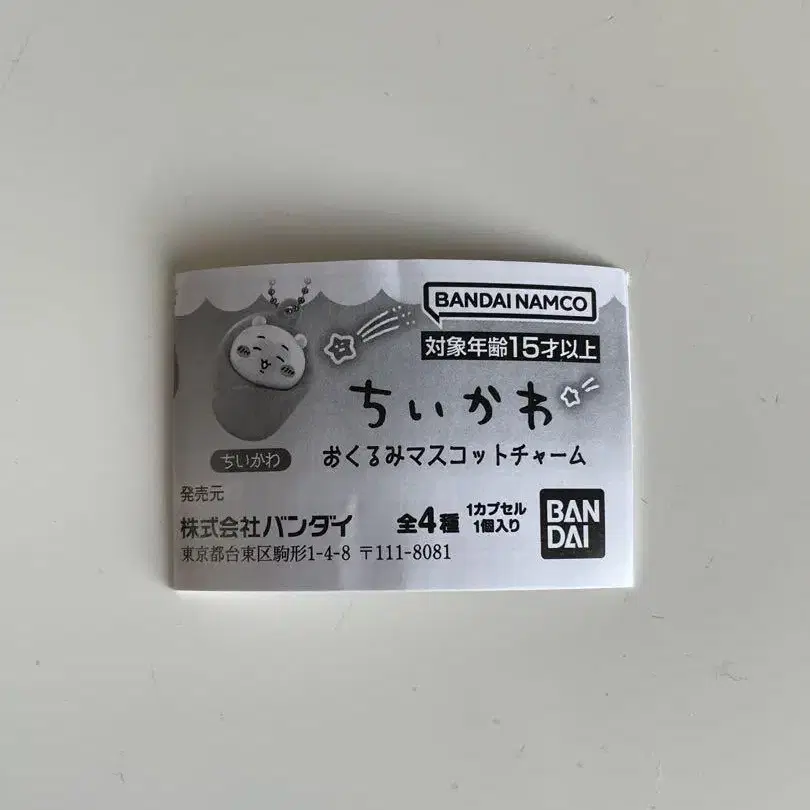 BANDAI NAMCO
対象年齢15才以上
ちいかわ
おくるみマスコットチャーム
ちいかわ
発売元
株式会社バンダイ
全4種
1カプセル
1個入り
BAN
DAI
東京都台東区駒形1-4-8 〒111-8081